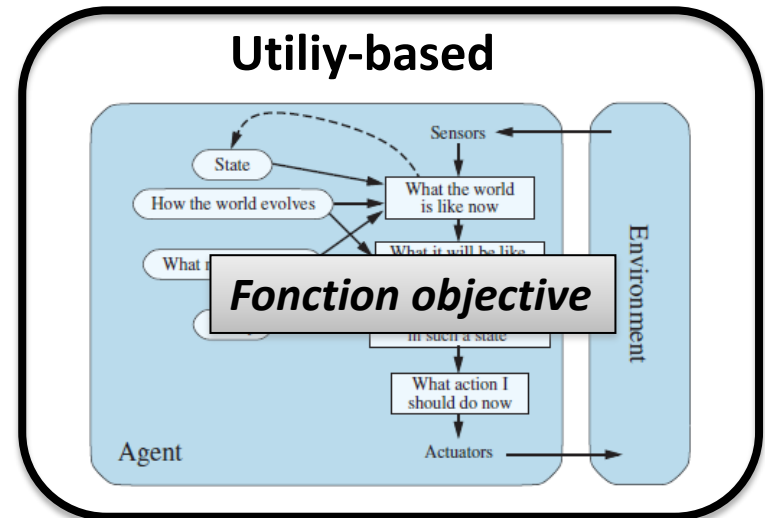 Utiliy-based
Sensors
State
What the world
is like now
How the world evolves
What it will be like
What
Fonction objective
in such a state
What action I
should do now
Agent
Actuators
Environment